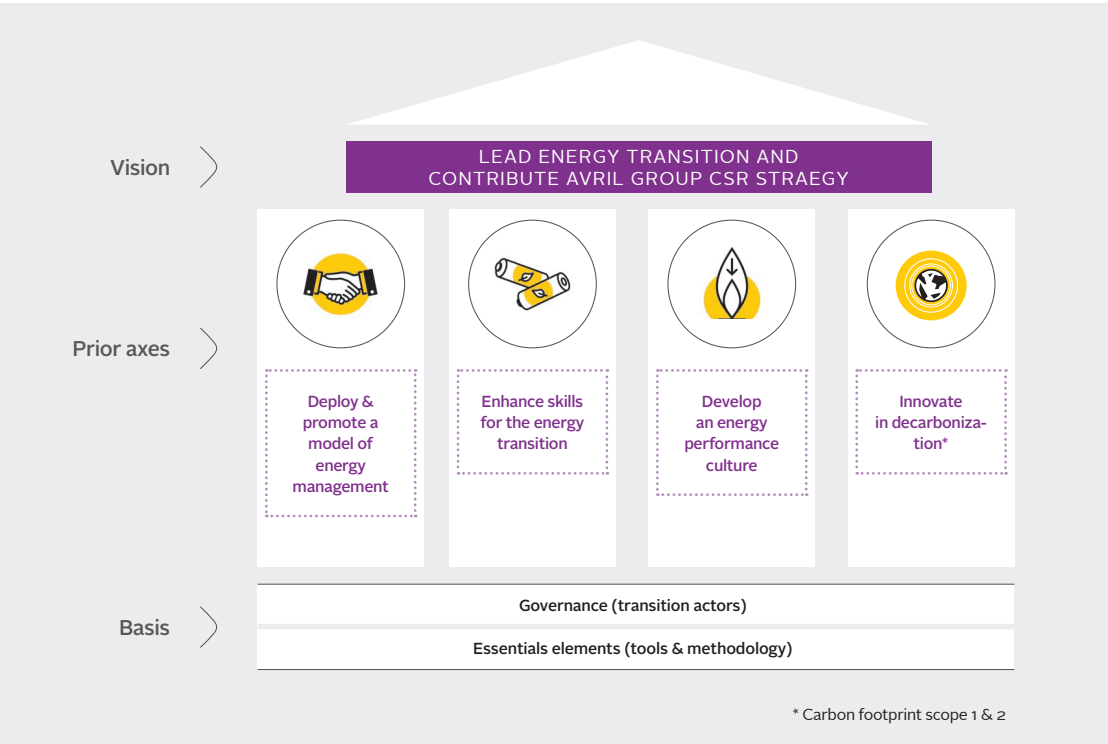 Vision
LEAD ENERGY TRANSITION AND
CONTRIBUTE AVRIL GROUP CSR STRAEGY
Prior axes
Deploy &
promote a
model of
energy
management
Enhance skills
for the energy
transition
Develop
an energy
performance
culture
Innovate
in decarboniza-
tion*
Basis
Governance (transition actors)
Essentials elements (tools & methodology)
* Carbon footprint scope 1 & 2